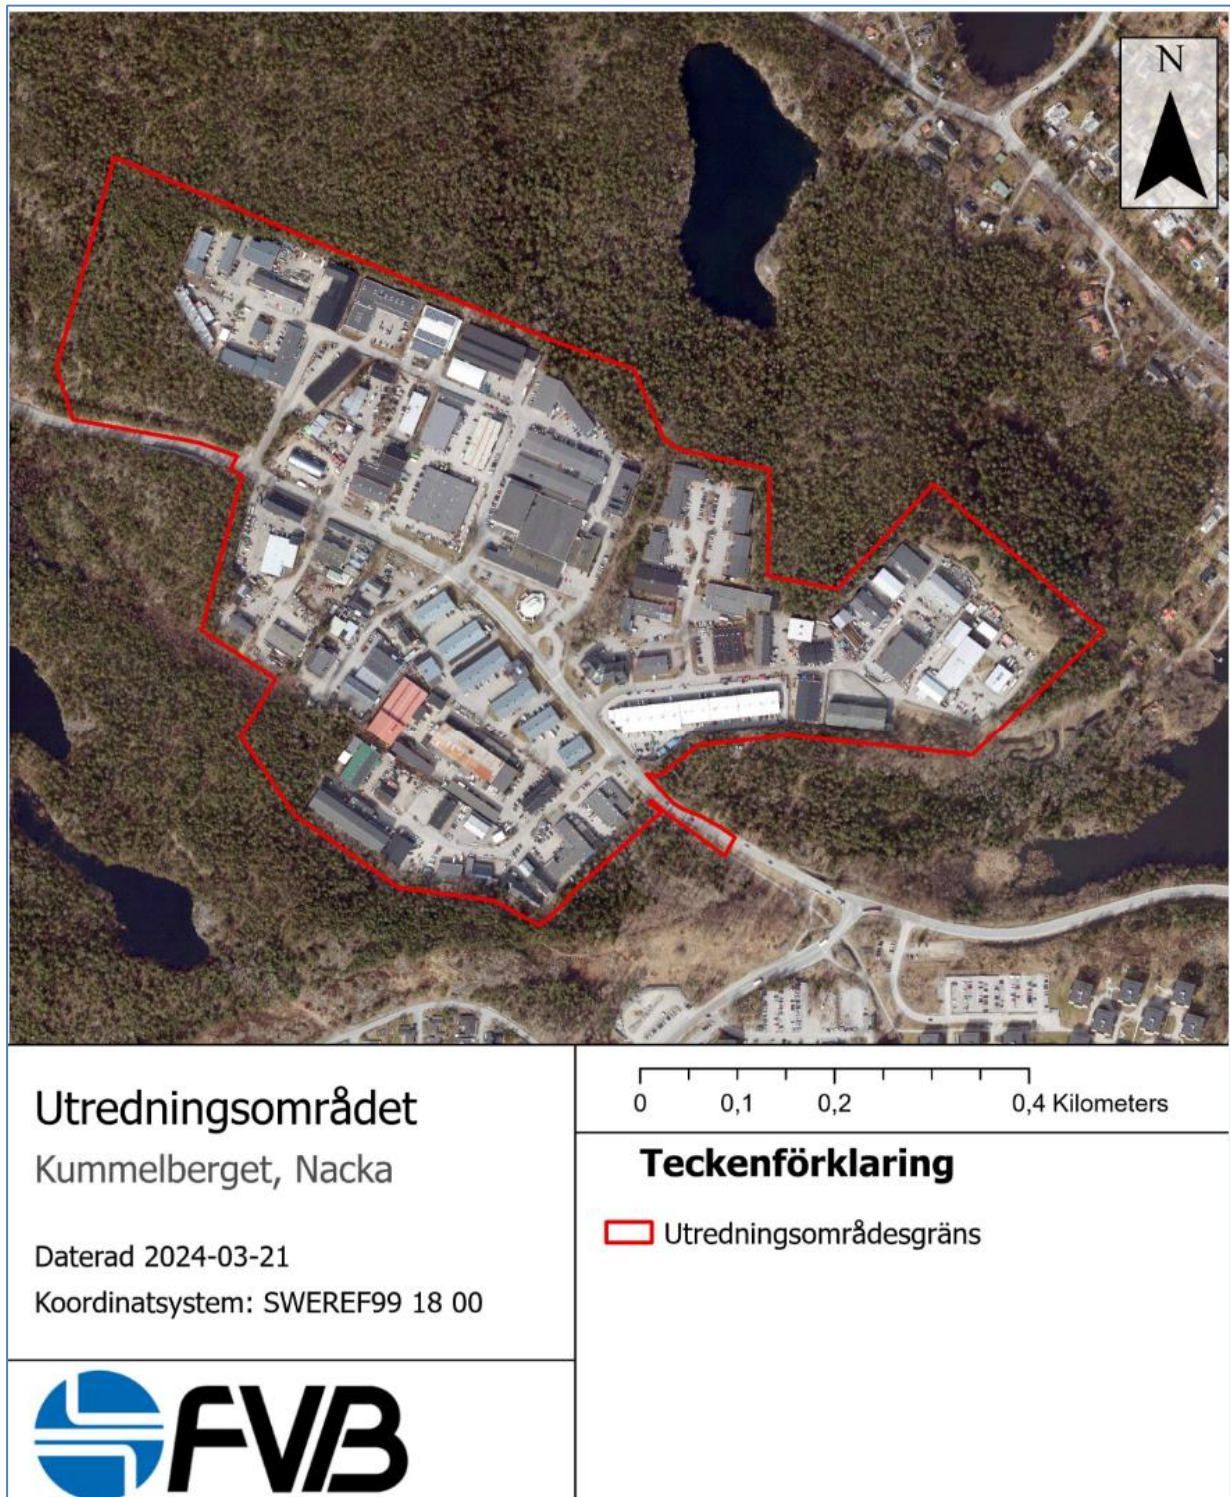 N
Utredningsområdet
Kummelberget, Nacka
Daterad 2024-03-21
Koordinatsystem: SWEREF99 18 00
FVB
0 0,1 0,2 0,4 Kilometers
Teckenförklaring
Utredningsområdesgräns